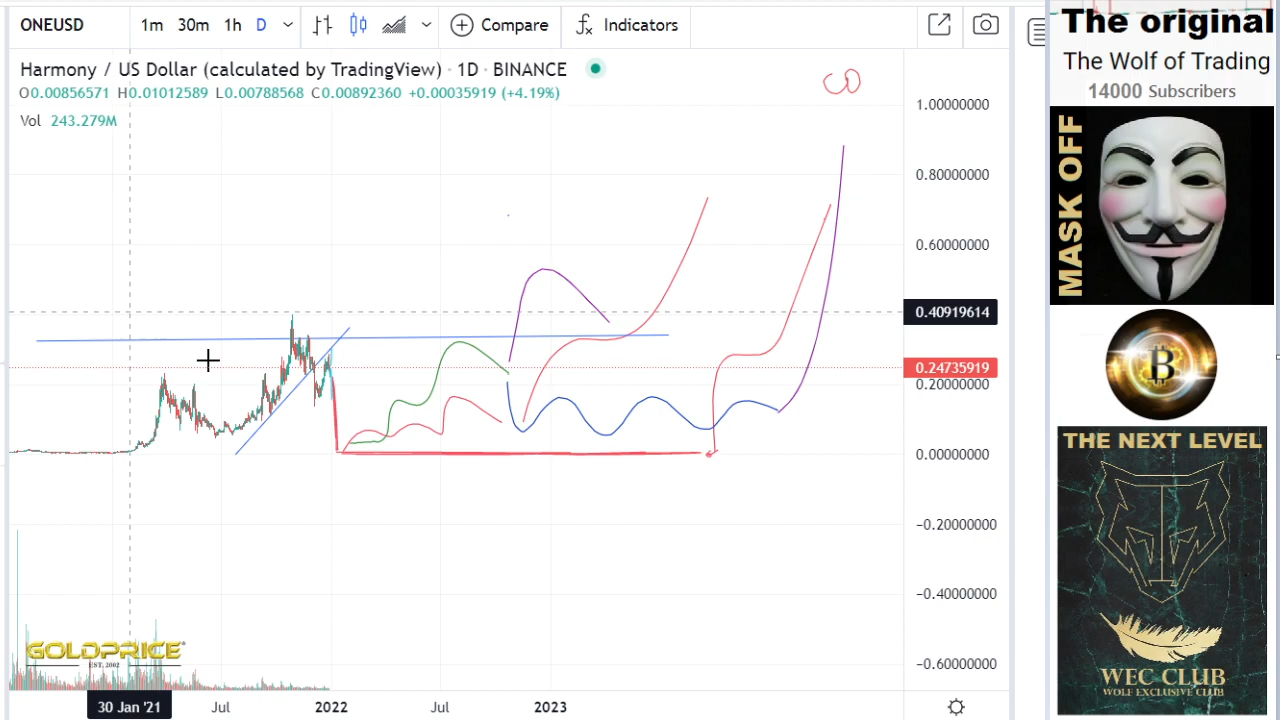 ONEUSD
1m 30m 1h D Compare Indicators
Harmony / US Dollar (calculated by TradingView) · 1D · BINANCE
O0.00856571 H0.01012589 L0.00788568 C0.00892360 +0.00035919 (+4.19%)
Vol 243.279M
1.00000000
0.80000000
0.60000000
0.40919614
0.24735919
0.20000000
0.00000000
−0.20000000
−0.40000000
−0.60000000
GOLDPRICE®
EST. 2002
30 Jan '21 Jul 2022 Jul 2023
The original
The Wolf of Trading
14000 Subscribers
MASK OFF
THE NEXT LEVEL
WEC CLUB
WOLF EXCLUSIVE CLUB